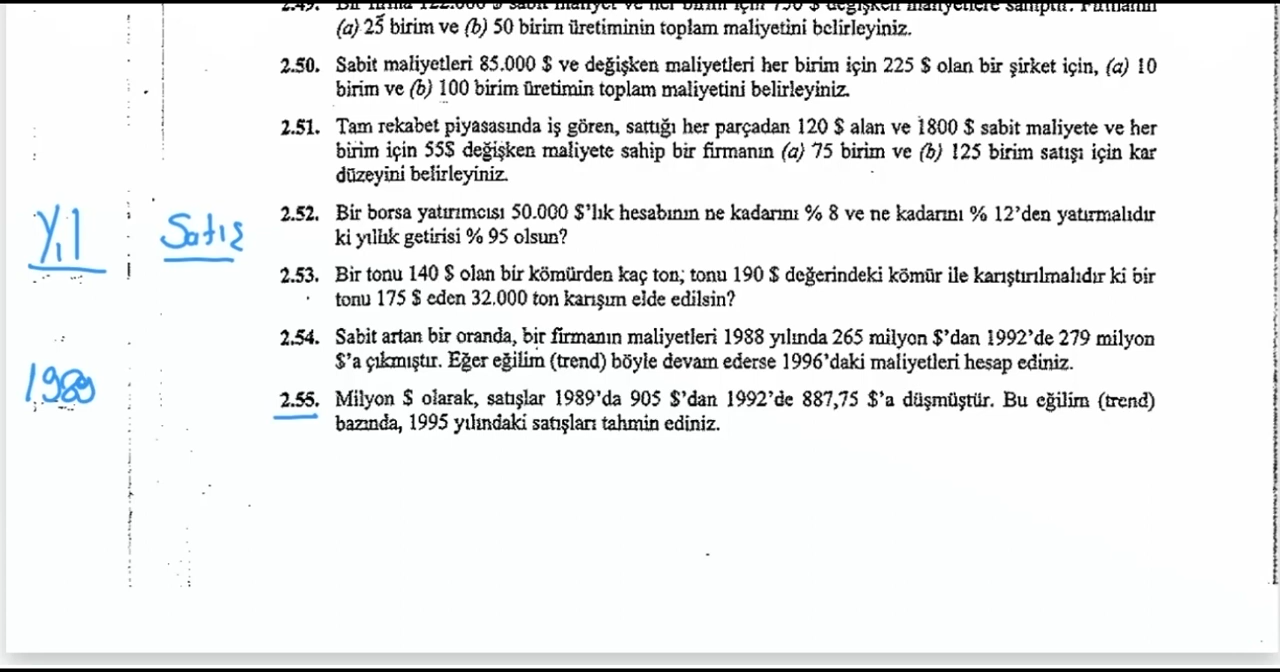 (a) 25 birim ve (b) 50 birim üretiminin toplam maliyetini belirleyiniz.
2.50. Sabit maliyetleri 85.000 $ ve değişken maliyetleri her birim için 225 $ olan bir şirket için, (a) 10
birim ve (b) 100 birim üretimin toplam maliyetini belirleyiniz.
2.51. Tam rekabet piyasasında iş gören, sattığı her parçadan 120 $ alan ve 1800 $ sabit maliyete ve her
birim için 55$ değişken maliyete sahip bir firmanın (a) 75 birim ve (b) 125 birim satışı için kar
düzeyini belirleyiniz.
2.52. Bir borsa yatırımcısı 50.000 $'lık hesabının ne kadarını % 8 ve ne kadarını % 12'den yatırmalıdır
ki yıllık getirisi % 95 olsun?
2.53. Bir tonu 140 $ olan bir kömürden kaç ton; tonu 190 $ değerindeki kömür ile karıştırılmalıdır ki bir
tonu 175 $ eden 32.000 ton karışım elde edilsin?
2.54. Sabit artan bir oranda, bir firmanın maliyetleri 1988 yılında 265 milyon $'dan 1992'de 279 milyon
$'a çıkmıştır. Eğer eğilim (trend) böyle devam ederse 1996'daki maliyetleri hesap ediniz.
2.55. Milyon $ olarak, satışlar 1989'da 905 $'dan 1992'de 887,75 $'a düşmüştür. Bu eğilim (trend)
bazında, 1995 yılındaki satışları tahmin ediniz.
Yıl Satış
1989